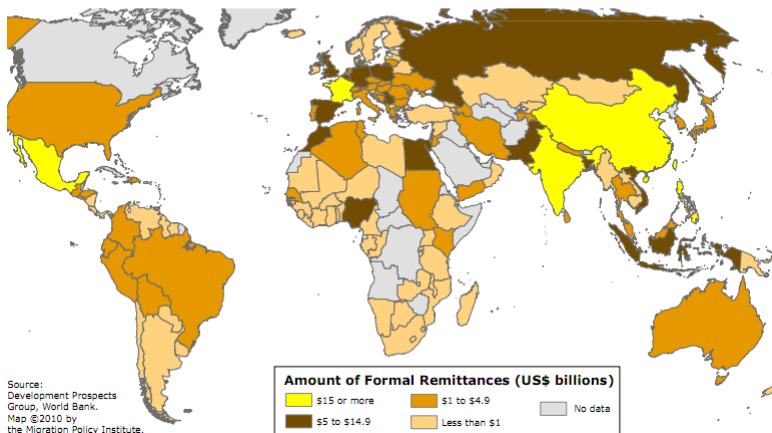 Source:
Development Prospects
Group, World Bank.
Map ©2010 by
the Migration Policy Institute.
Amount of Formal Remittances (US$ billions)
$15 or more
$1 to $4.9
No data
$5 to $14.9
Less than $1